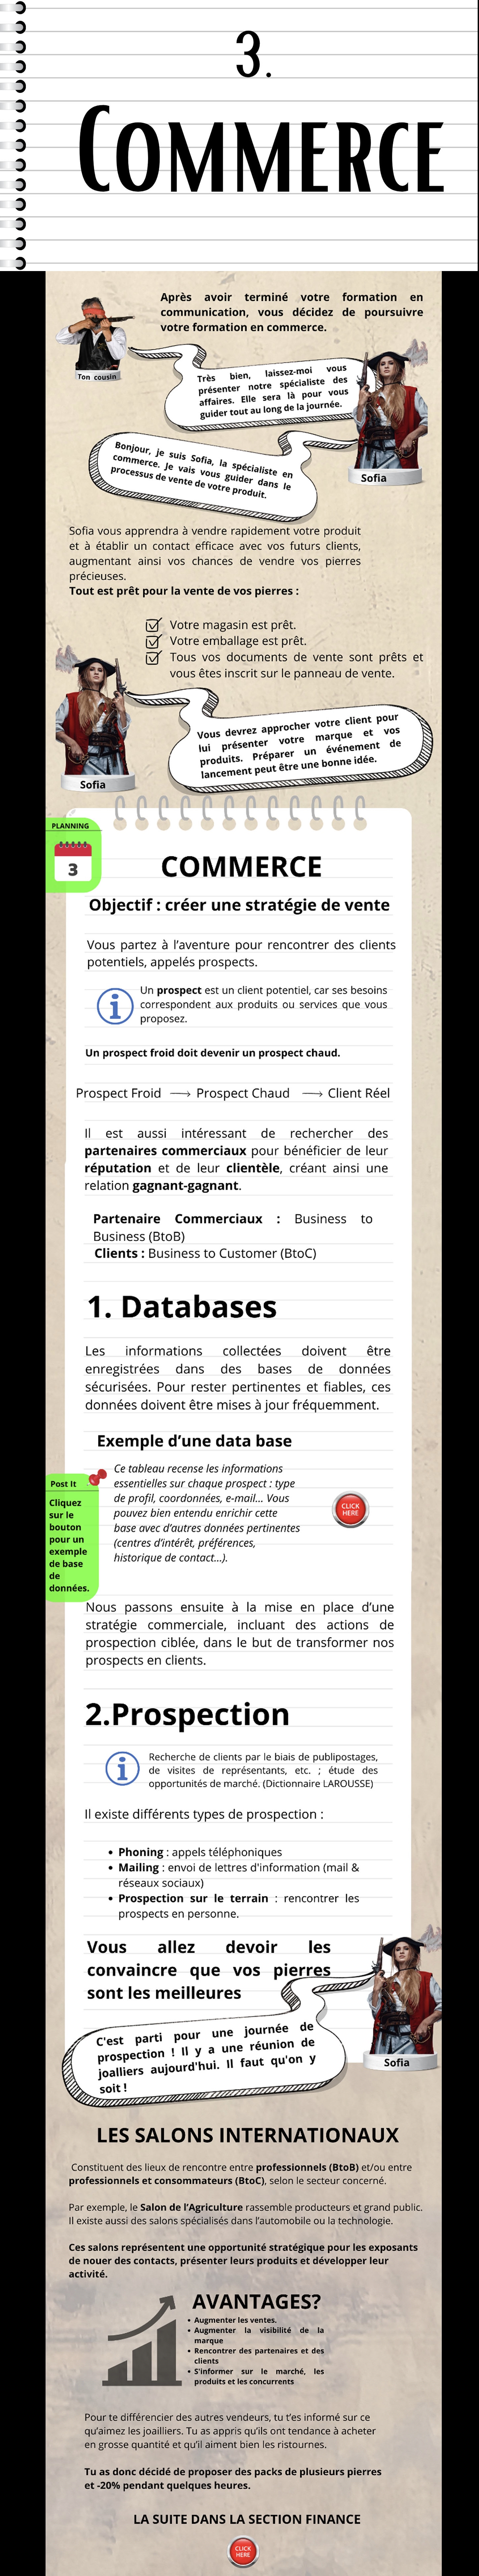 3.
COMMERCE
Après avoir terminé votre formation en
communication, vous décidez de poursuivre
votre formation en commerce.
Ton cousin
Très bien, laissez-moi vous
présenter notre spécialiste des
affaires. Elle sera là pour vous
guider tout au long de la journée.
Bonjour, je suis Sofia, la spécialiste en
commerce. Je vais vous guider dans le
processus de vente de votre produit.
Sofia
Sofia vous apprendra à vendre rapidement votre produit
et à établir un contact efficace avec vos futurs clients,
augmentant ainsi vos chances de vendre vos pierres
précieuses.
Tout est prêt pour la vente de vos pierres :
Votre magasin est prêt.
Votre emballage est prêt.
Tous vos documents de vente sont prêts et
vous êtes inscrit sur le panneau de vente.
Vous devrez approcher votre client pour
lui présenter votre marque et vos
produits. Préparer un événement de
lancement peut être une bonne idée.
Sofia
PLANNING
3
COMMERCE
Objectif : créer une stratégie de vente
Vous partez à l’aventure pour rencontrer des clients
potentiels, appelés prospects.
Un prospect est un client potentiel, car ses besoins
correspondent aux produits ou services que vous
proposez.
Un prospect froid doit devenir un prospect chaud.
Prospect Froid → Prospect Chaud → Client Réel
Il est aussi intéressant de rechercher des
partenaires commerciaux pour bénéficier de leur
réputation et de leur clientèle, créant ainsi une
relation gagnant-gagnant.
Partenaire Commerciaux : Business to
Business (BtoB)
Clients : Business to Customer (BtoC)
1. Databases
Les informations collectées doivent être
enregistrées dans des bases de données
sécurisées. Pour rester pertinentes et fiables, ces
données doivent être mises à jour fréquemment.
Exemple d’une data base
Ce tableau recense les informations
essentielles sur chaque prospect : type
de profil, coordonnées, e-mail... Vous
pouvez bien entendu enrichir cette
base avec d’autres données pertinentes
(centres d’intérêt, préférences,
historique de contact...).
CLICK
HERE
Post It
Cliquez
sur le
bouton
pour un
exemple
de base
de
données.
Nous passons ensuite à la mise en place d’une
stratégie commerciale, incluant des actions de
prospection ciblée, dans le but de transformer nos
prospects en clients.
2.Prospection
Recherche de clients par le biais de publipostages,
de visites de représentants, etc. ; étude des
opportunités de marché. (Dictionnaire LAROUSSE)
Il existe différents types de prospection :
• Phoning : appels téléphoniques
• Mailing : envoi de lettres d'information (mail &
réseaux sociaux)
• Prospection sur le terrain : rencontrer les
prospects en personne.
Vous allez devoir les
convaincre que vos pierres
sont les meilleures
C'est parti pour une journée de
prospection ! Il y a une réunion de
joalliers aujourd'hui. Il faut qu'on y
soit !
Sofia
LES SALONS INTERNATIONAUX
Constituent des lieux de rencontre entre professionnels (BtoB) et/ou entre
professionnels et consommateurs (BtoC), selon le secteur concerné.
Par exemple, le Salon de l’Agriculture rassemble producteurs et grand public.
Il existe aussi des salons spécialisés dans l’automobile ou la technologie.
Ces salons représentent une opportunité stratégique pour les exposants
de nouer des contacts, présenter leurs produits et développer leur
activité.
AVANTAGES?
• Augmenter les ventes.
• Augmenter la visibilité de la
marque
• Rencontrer des partenaires et des
clients
• S’informer sur le marché, les
produits et les concurrents
Pour te différencier des autres vendeurs, tu t’es informé sur ce
qu’aimez les joailliers. Tu as appris qu’ils ont tendance à acheter
en grosse quantité et qu’il aiment bien les ristournes.
Tu as donc décidé de proposer des packs de plusieurs pierres
et -20% pendant quelques heures.
LA SUITE DANS LA SECTION FINANCE
CLICK
HERE